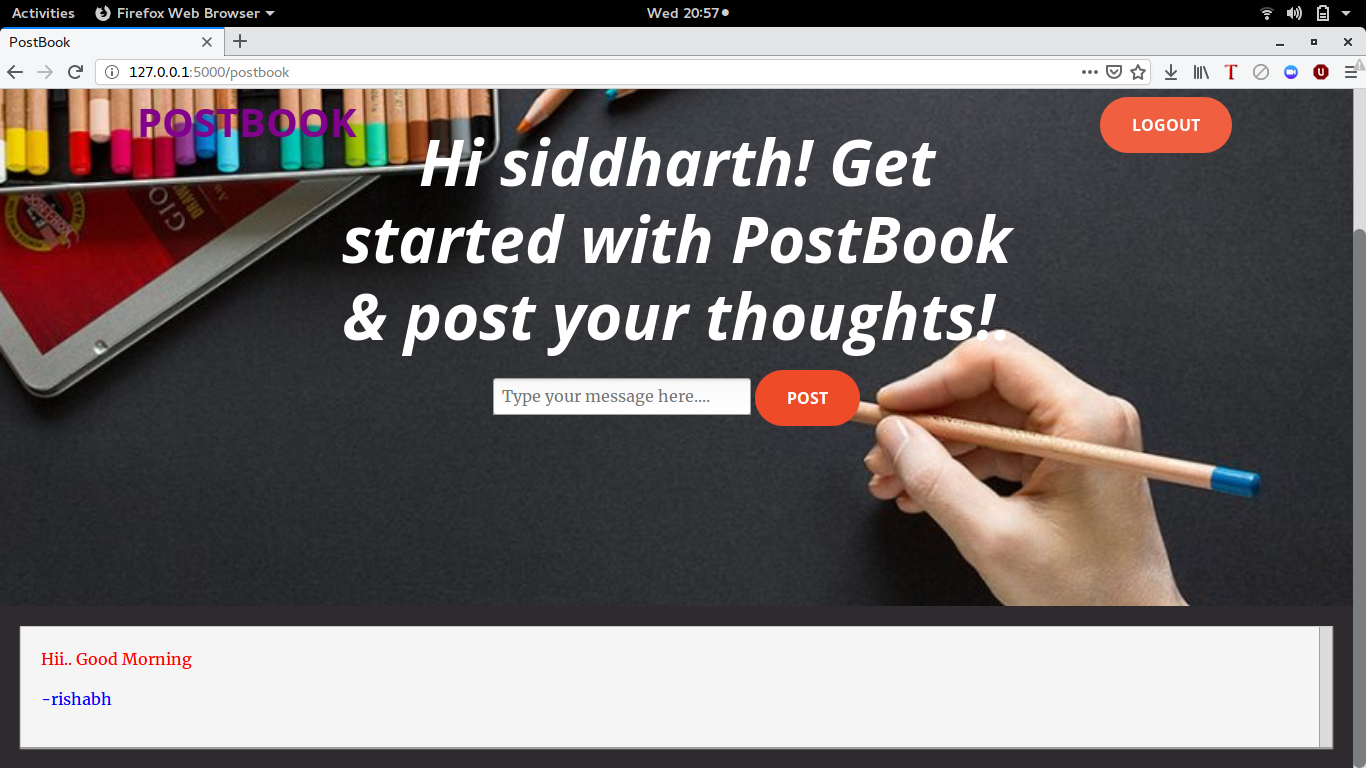 Activities Firefox Web Browser Wed 20:57
PostBook
127.0.0.1:5000/postbook
POSTBOOK
LOGOUT
Hi siddharth! Get
started with PostBook
& post your thoughts!.
Type your message here....
POST
Hii.. Good Morning
-rishabh